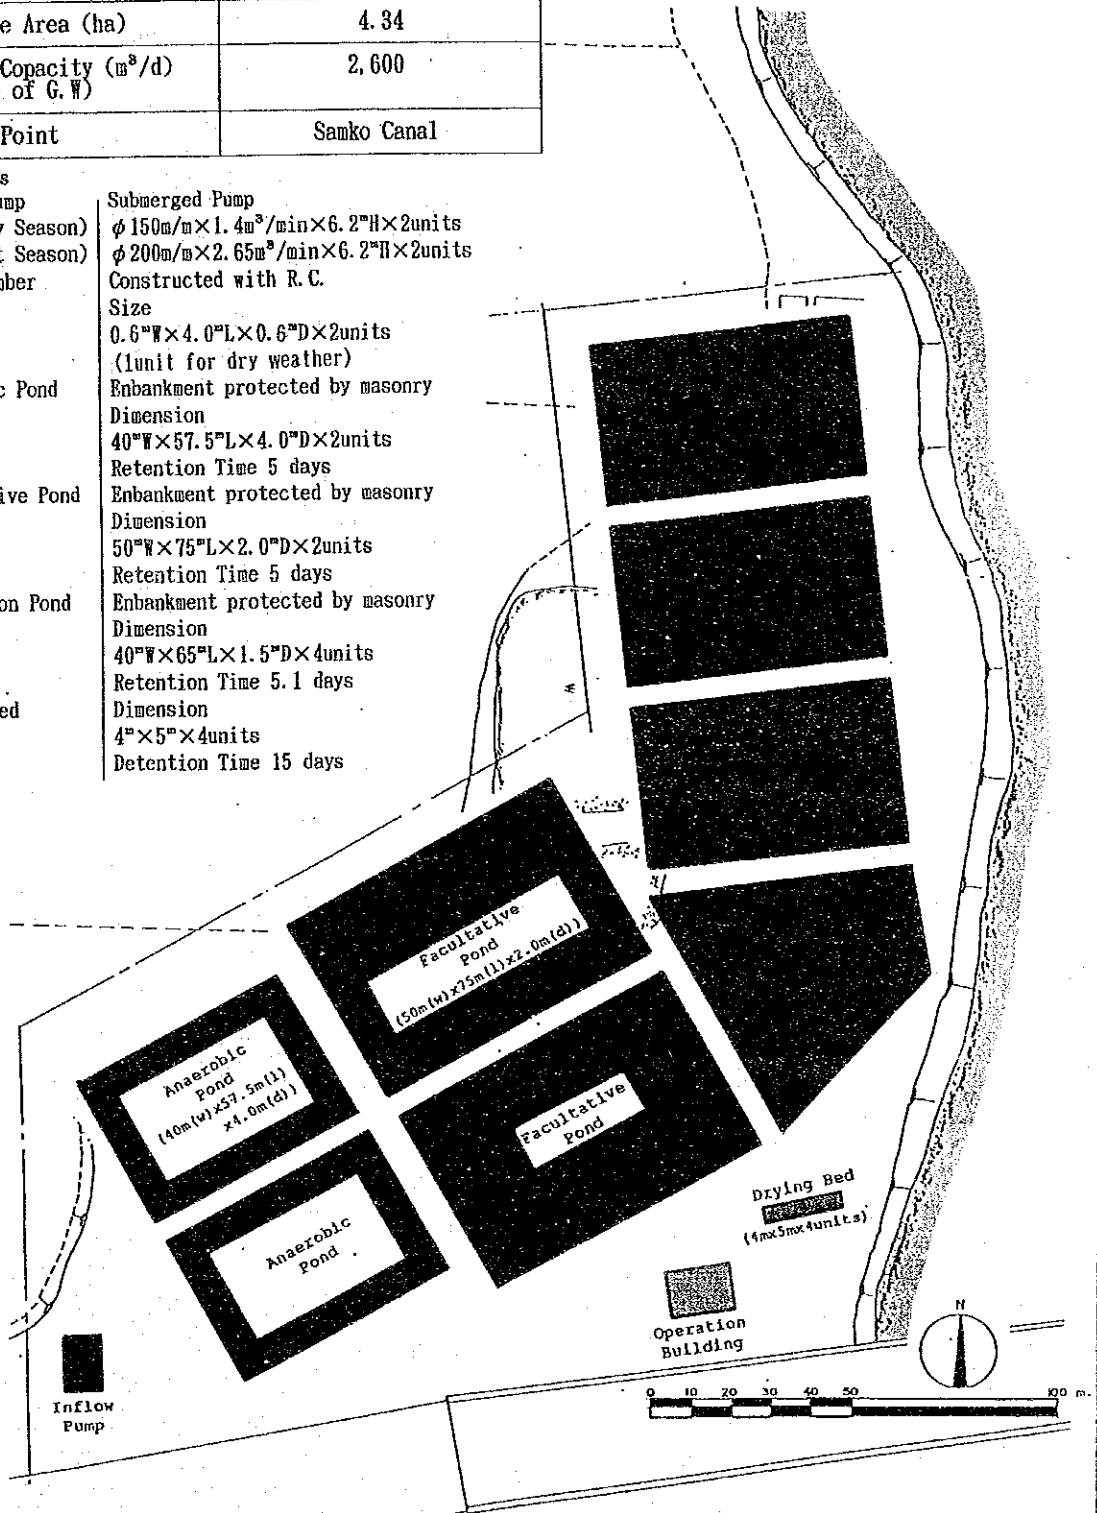 e Area (ha) 4.34
Copacity (m³/d) 2,600
of G.W)
Point Samko Canal
s
ump Submerged Pump
y Season) φ150m/m×1.4m³/min×6.2ᵐH×2units
t Season) φ200m/m×2.65m³/min×6.2ᵐH×2units
mber Constructed with R.C.
Size
0.6ᵐW×4.0ᵐL×0.6ᵐD×2units
(1unit for dry weather)
c Pond Enbankment protected by masonry
Dimension
40ᵐW×57.5ᵐL×4.0ᵐD×2units
Retention Time 5 days
ive Pond Enbankment protected by masonry
Dimension
50ᵐW×75ᵐL×2.0ᵐD×2units
Retention Time 5 days
on Pond Enbankment protected by masonry
Dimension
40ᵐW×65ᵐL×1.5ᵐD×4units
Retention Time 5.1 days
ed Dimension
4ᵐ×5ᵐ×4units
Detention Time 15 days
W
Facultative
Pond
(50m(w)x75m(l)x2.0m(d))
Anaerobic
Pond
(40m(w)x57.5m(l)
x4.0m(d))
Facultative
Pond
Anaerobic
Pond
Drying Bed
(4mx5mx4units)
Operation
Building
Inflow
Pump
N
0 10 20 30 40 50 100 m.